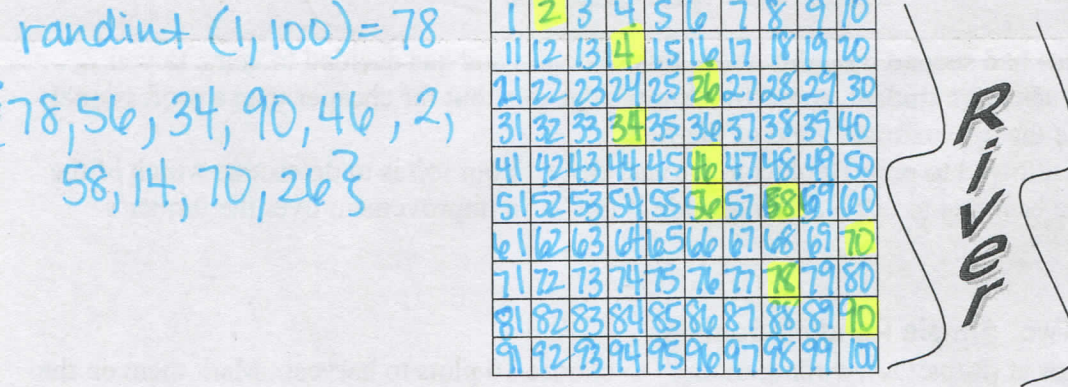 randint (1,100) = 78
{78, 56, 34, 90, 46, 2,
58, 14, 70, 26}
1 2 3 4 5 6 7 8 9 10
11 12 13 14 15 16 17 18 19 20
21 22 23 24 25 26 27 28 29 30
31 32 33 34 35 36 37 38 39 40
41 42 43 44 45 46 47 48 49 50
51 52 53 54 55 56 57 58 59 60
61 62 63 64 65 66 67 68 69 70
71 72 73 74 75 76 77 78 79 80
81 82 83 84 85 86 87 88 89 90
91 92 93 94 95 96 97 98 99 100
River